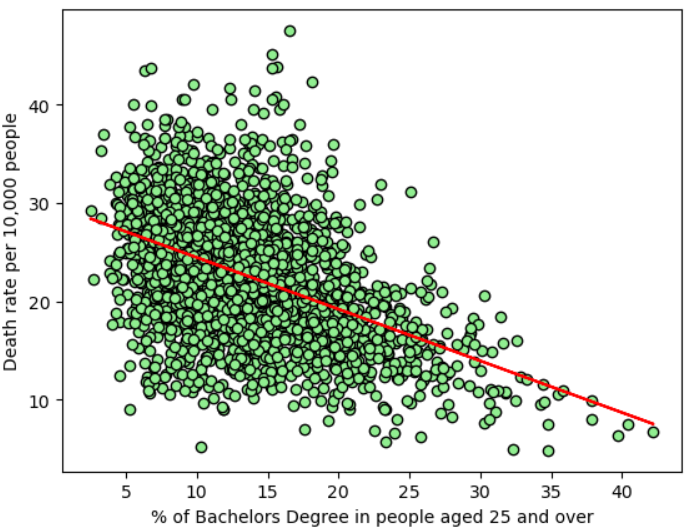 Death rate per 10,000 people
40
30
20
10
5 10 15 20 25 30 35 40
% of Bachelors Degree in people aged 25 and over